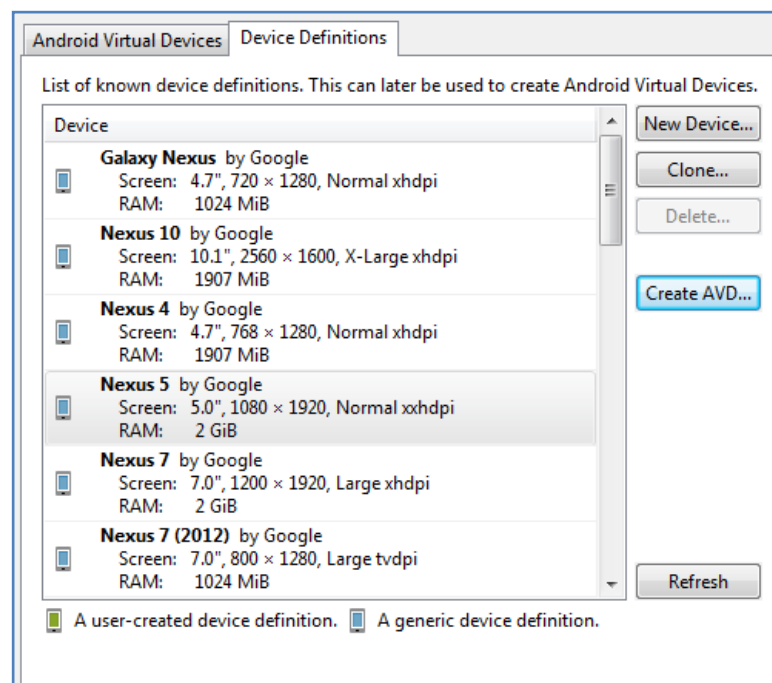 Android Virtual Devices
Device Definitions
List of known device definitions. This can later be used to create Android Virtual Devices.
Device
Galaxy Nexus by Google
Screen: 4.7", 720 × 1280, Normal xhdpi
RAM: 1024 MiB
Nexus 10 by Google
Screen: 10.1", 2560 × 1600, X-Large xhdpi
RAM: 1907 MiB
Nexus 4 by Google
Screen: 4.7", 768 × 1280, Normal xhdpi
RAM: 1907 MiB
Nexus 5 by Google
Screen: 5.0", 1080 × 1920, Normal xxhdpi
RAM: 2 GiB
Nexus 7 by Google
Screen: 7.0", 1200 × 1920, Large xhdpi
RAM: 2 GiB
Nexus 7 (2012) by Google
Screen: 7.0", 800 × 1280, Large tvdpi
RAM: 1024 MiB
New Device...
Clone...
Delete...
Create AVD...
Refresh
A user-created device definition.
A generic device definition.